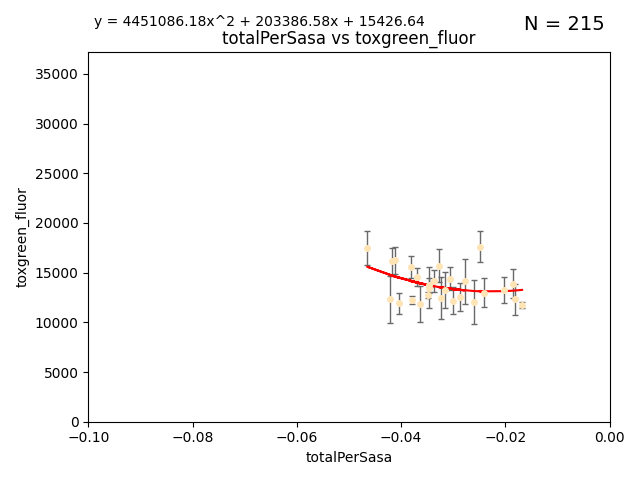 y = 4451086.18x^2 + 203386.58x + 15426.64
N = 215
totalPerSasa vs toxgreen_fluor
35000
30000
25000
20000
15000
10000
5000
0
toxgreen_fluor
−0.10
−0.08
−0.06
−0.04
−0.02
0.00
totalPerSasa